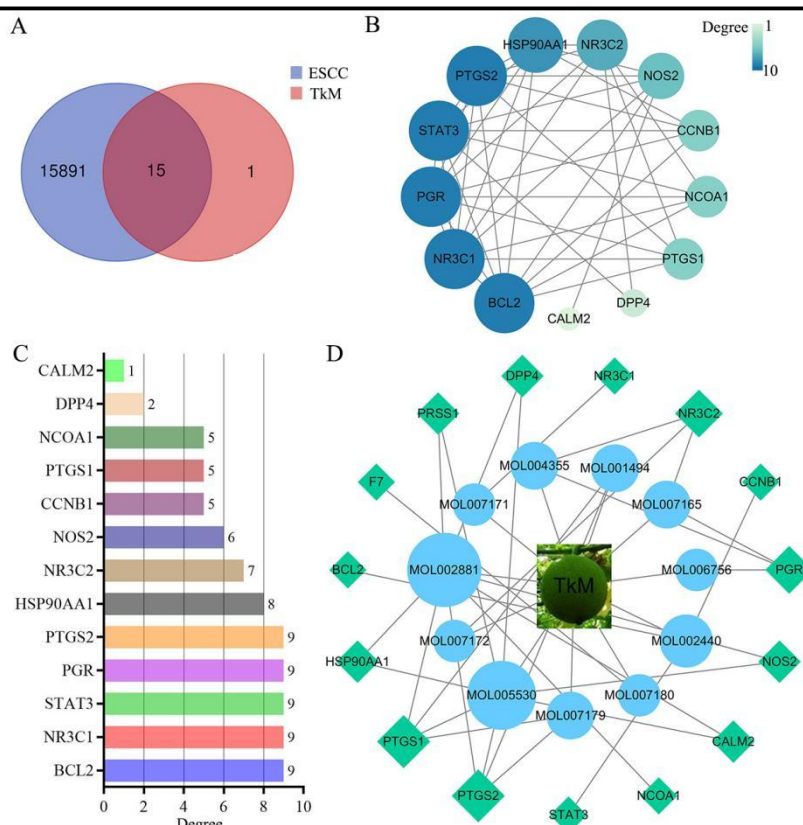 A
ESCC
TkM
15891
15
1
B
Degree
1
10
HSP90AA1
NR3C2
PTGS2
NOS2
STAT3
CCNB1
PGR
NCOA1
NR3C1
PTGS1
BCL2
DPP4
CALM2
C
CALM2 1
DPP4 2
NCOA1 5
PTGS1 5
CCNB1 5
NOS2 6
NR3C2 7
HSP90AA1 8
PTGS2 9
PGR 9
STAT3 9
NR3C1 9
BCL2 9
0 2 4 6 8 10
Degree
D
DPP4
NR3C1
PRSS1
NR3C2
MOL004355
MOL001494
F7
CCNB1
MOL007171
MOL007165
BCL2
MOL002881
TkM
MOL006756
PGR
MOL007172
MOL002440
HSP90AA1
NOS2
MOL005530
MOL007180
MOL007179
PTGS1
CALM2
PTGS2
NCOA1
STAT3